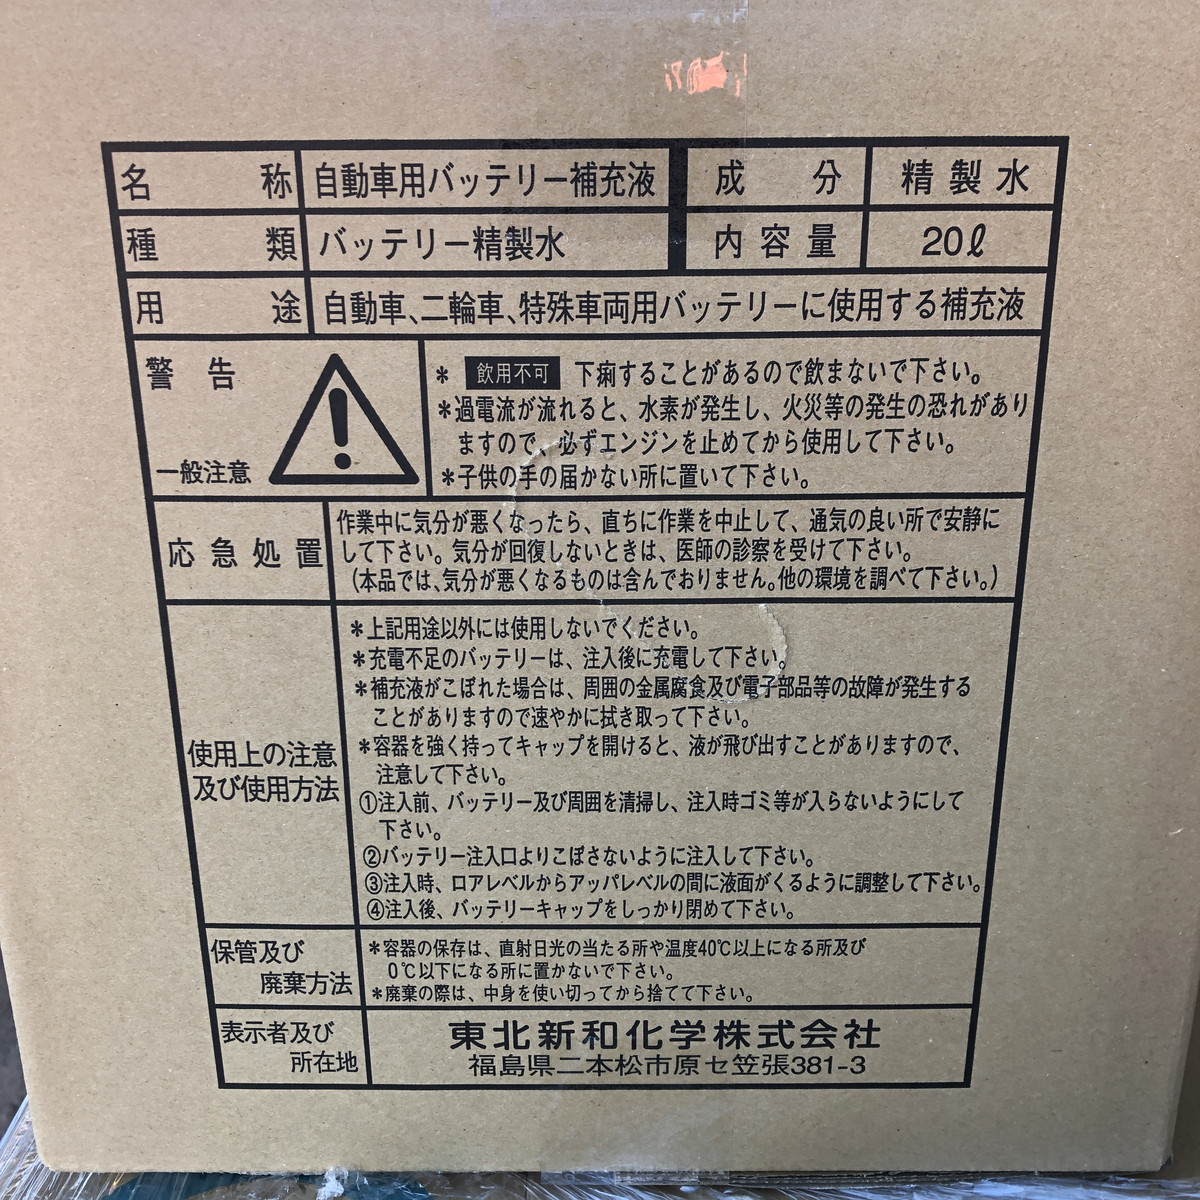 名称 自動車用バッテリー補充液 成分 精製水
種類 バッテリー精製水 内容量 20ℓ
用途 自動車、二輪車、特殊車両用バッテリーに使用する補充液
警告
一般注意
＊ 飲用不可 下痢することがあるので飲まないで下さい。
＊過電流が流れると、水素が発生し、火災等の発生の恐れがあり
ますので、必ずエンジンを止めてから使用して下さい。
＊子供の手の届かない所に置いて下さい。
応急処置
作業中に気分が悪くなったら、直ちに作業を中止して、通気の良い所で安静に
して下さい。気分が回復しないときは、医師の診察を受けて下さい。
（本品では、気分が悪くなるものは含んでおりません。他の環境を調べて下さい。）
使用上の注意
及び使用方法
＊上記用途以外には使用しないでください。
＊充電不足のバッテリーは、注入後に充電して下さい。
＊補充液がこぼれた場合は、周囲の金属腐食及び電子部品等の故障が発生する
ことがありますので速やかに拭き取って下さい。
＊容器を強く持ってキャップを開けると、液が飛び出すことがありますので、
注意して下さい。
①注入前、バッテリー及び周囲を清掃し、注入時ゴミ等が入らないようにして
下さい。
②バッテリー注入口よりこぼさないように注入して下さい。
③注入時、ロアレベルからアッパレベルの間に液面がくるように調整して下さい。
④注入後、バッテリーキャップをしっかり閉めて下さい。
保管及び
廃棄方法
＊容器の保存は、直射日光の当たる所や温度40℃以上になる所及び
0℃以下になる所に置かないで下さい。
＊廃棄の際は、中身を使い切ってから捨てて下さい。
表示者及び
所在地
東北新和化学株式会社
福島県二本松市原セ笠張381-3